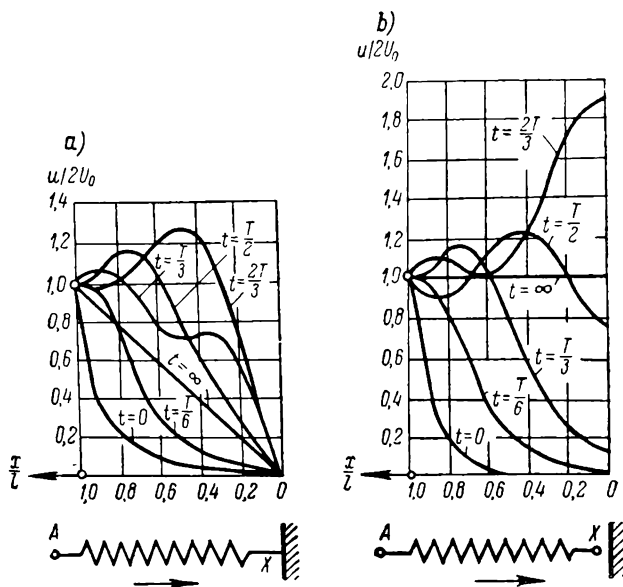 a)
u/2U₀
1,4
1,2
1,0
0,8
0,6
0,4
0,2
t=T/3
t=T/2
t=2T/3
t=∞
t=0
t=T/6
x/l
1,0 0,8 0,6 0,4 0
A
X
b)
u/2U₀
2,0
1,8
1,6
1,4
1,2
1,0
0,8
0,6
0,4
0,2
t=2T/3
t=T/2
t=∞
t=T/3
t=T/6
t=0
x/l
1,0 0,8 0,6 0,4 0,2 0
A
X